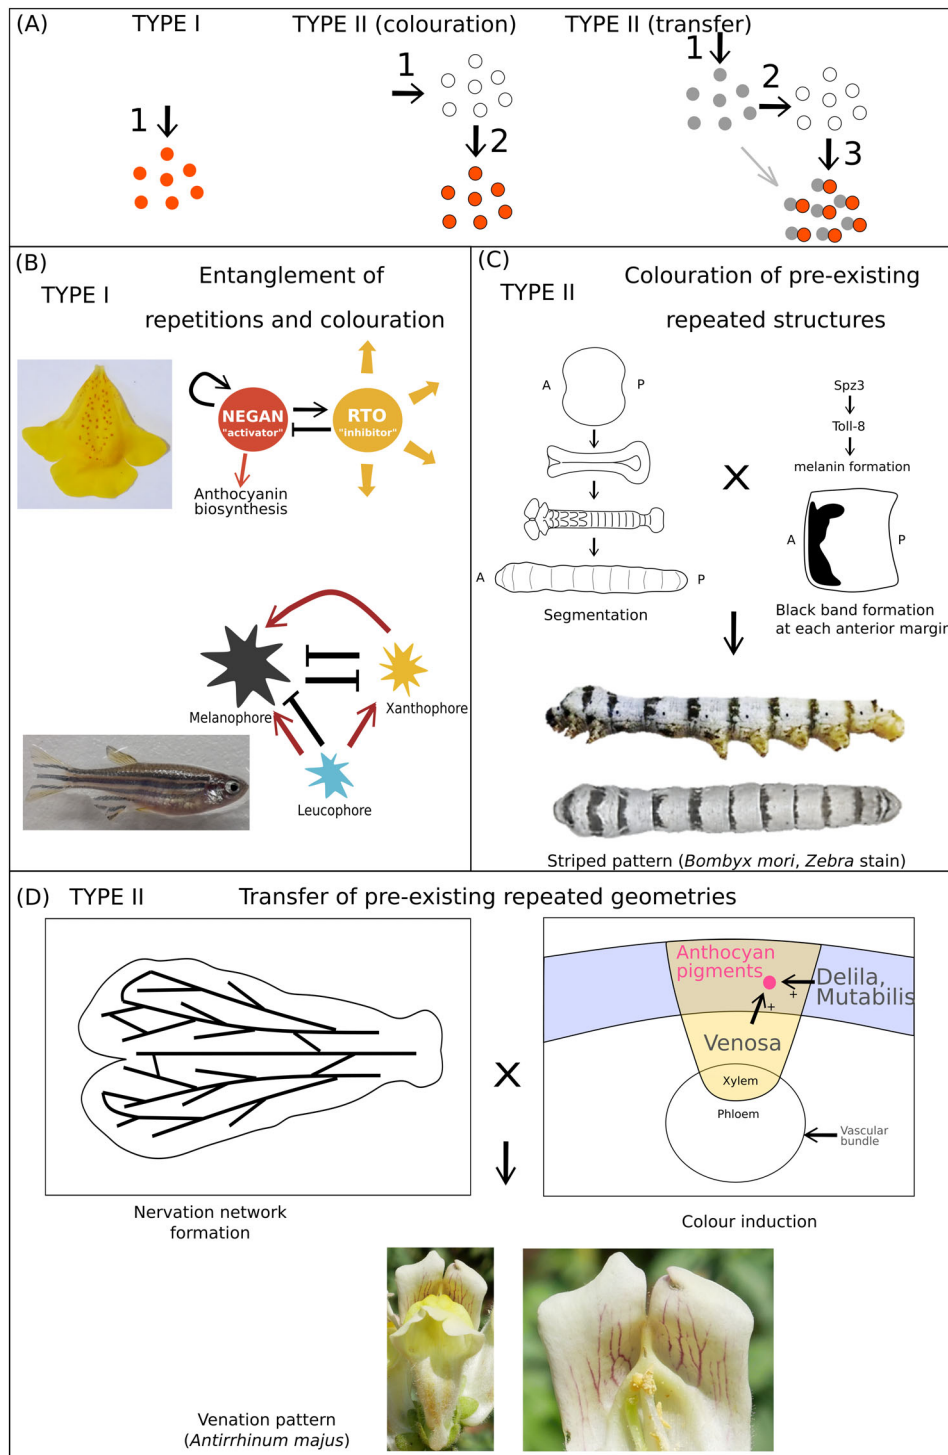 (A)
TYPE I
TYPE II (colouration)
TYPE II (transfer)
1
1
2
1
2
3
(B)
TYPE I
Entanglement of
repetitions and colouration
NEGAN
"activator"
RTO
"inhibitor"
Anthocyanin
biosynthesis
Melanophore
Xanthophore
Leucophore
(C)
TYPE II
Colouration of pre-existing
repeated structures
A
P
A
P
Segmentation
X
Spz3
Toll-8
melanin formation
A
P
Black band formation
at each anterior margin
Striped pattern (Bombyx mori, Zebra stain)
(D)
TYPE II
Transfer of pre-existing repeated geometries
Nervation network
formation
X
Anthocyan
pigments
Delila,
Mutabilis
+
+
Venosa
Xylem
Phloem
Vascular
bundle
Colour induction
Venation pattern
(Antirrhinum majus)